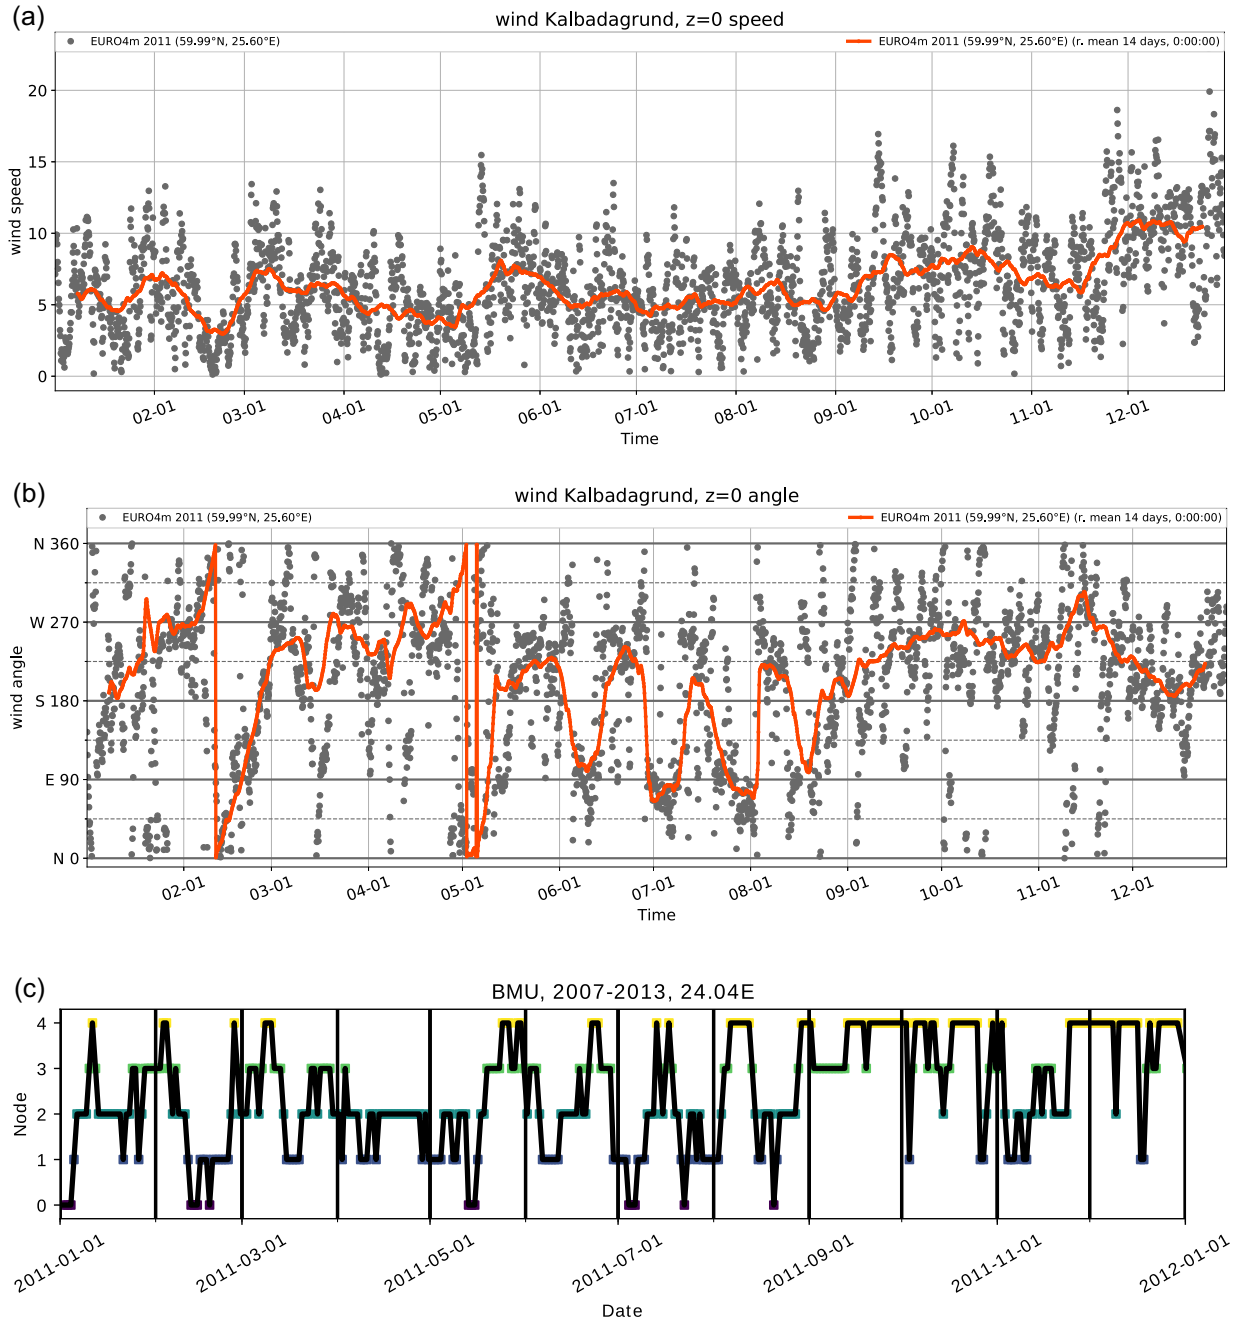 (a)
wind Kalbadagrund, z=0 speed
EURO4m 2011 (59.99°N, 25.60°E)
EURO4m 2011 (59.99°N, 25.60°E) (r. mean 14 days, 0:00:00)
20
15
10
5
0
wind speed
02-01 03-01 04-01 05-01 06-01 07-01 08-01 09-01 10-01 11-01 12-01
Time
(b)
wind Kalbadagrund, z=0 angle
EURO4m 2011 (59.99°N, 25.60°E)
EURO4m 2011 (59.99°N, 25.60°E) (r. mean 14 days, 0:00:00)
N 360
W 270
S 180
E 90
N 0
wind angle
02-01 03-01 04-01 05-01 06-01 07-01 08-01 09-01 10-01 11-01 12-01
Time
(c)
BMU, 2007-2013, 24.04E
4
3
2
1
0
Node
2011-01-01 2011-03-01 2011-05-01 2011-07-01 2011-09-01 2011-11-01 2012-01-01
Date